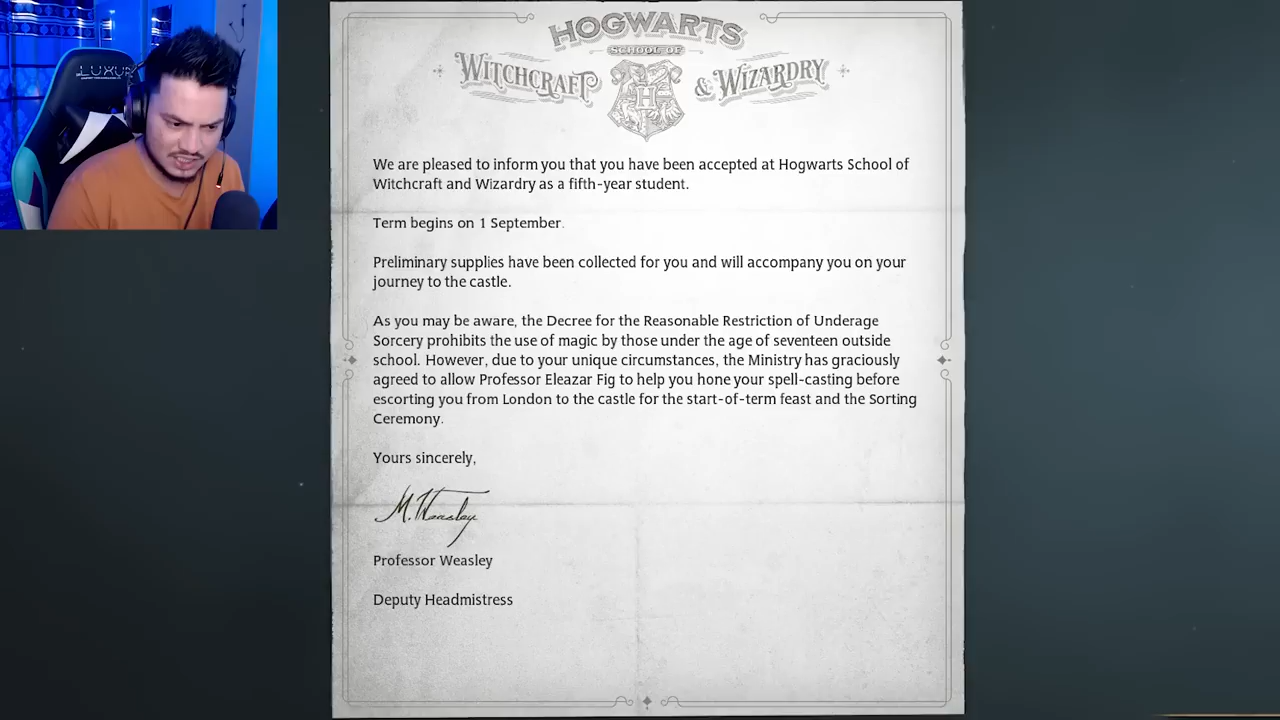 LUXUR
HOGWARTS
SCHOOL OF
WITCHCRAFT & WIZARDRY
H
We are pleased to inform you that you have been accepted at Hogwarts School of
Witchcraft and Wizardry as a fifth-year student.
Term begins on 1 September.
Preliminary supplies have been collected for you and will accompany you on your
journey to the castle.
As you may be aware, the Decree for the Reasonable Restriction of Underage
Sorcery prohibits the use of magic by those under the age of seventeen outside
school. However, due to your unique circumstances, the Ministry has graciously
agreed to allow Professor Eleazar Fig to help you hone your spell-casting before
escorting you from London to the castle for the start-of-term feast and the Sorting
Ceremony.
Yours sincerely,
M. Weasley
Professor Weasley
Deputy Headmistress